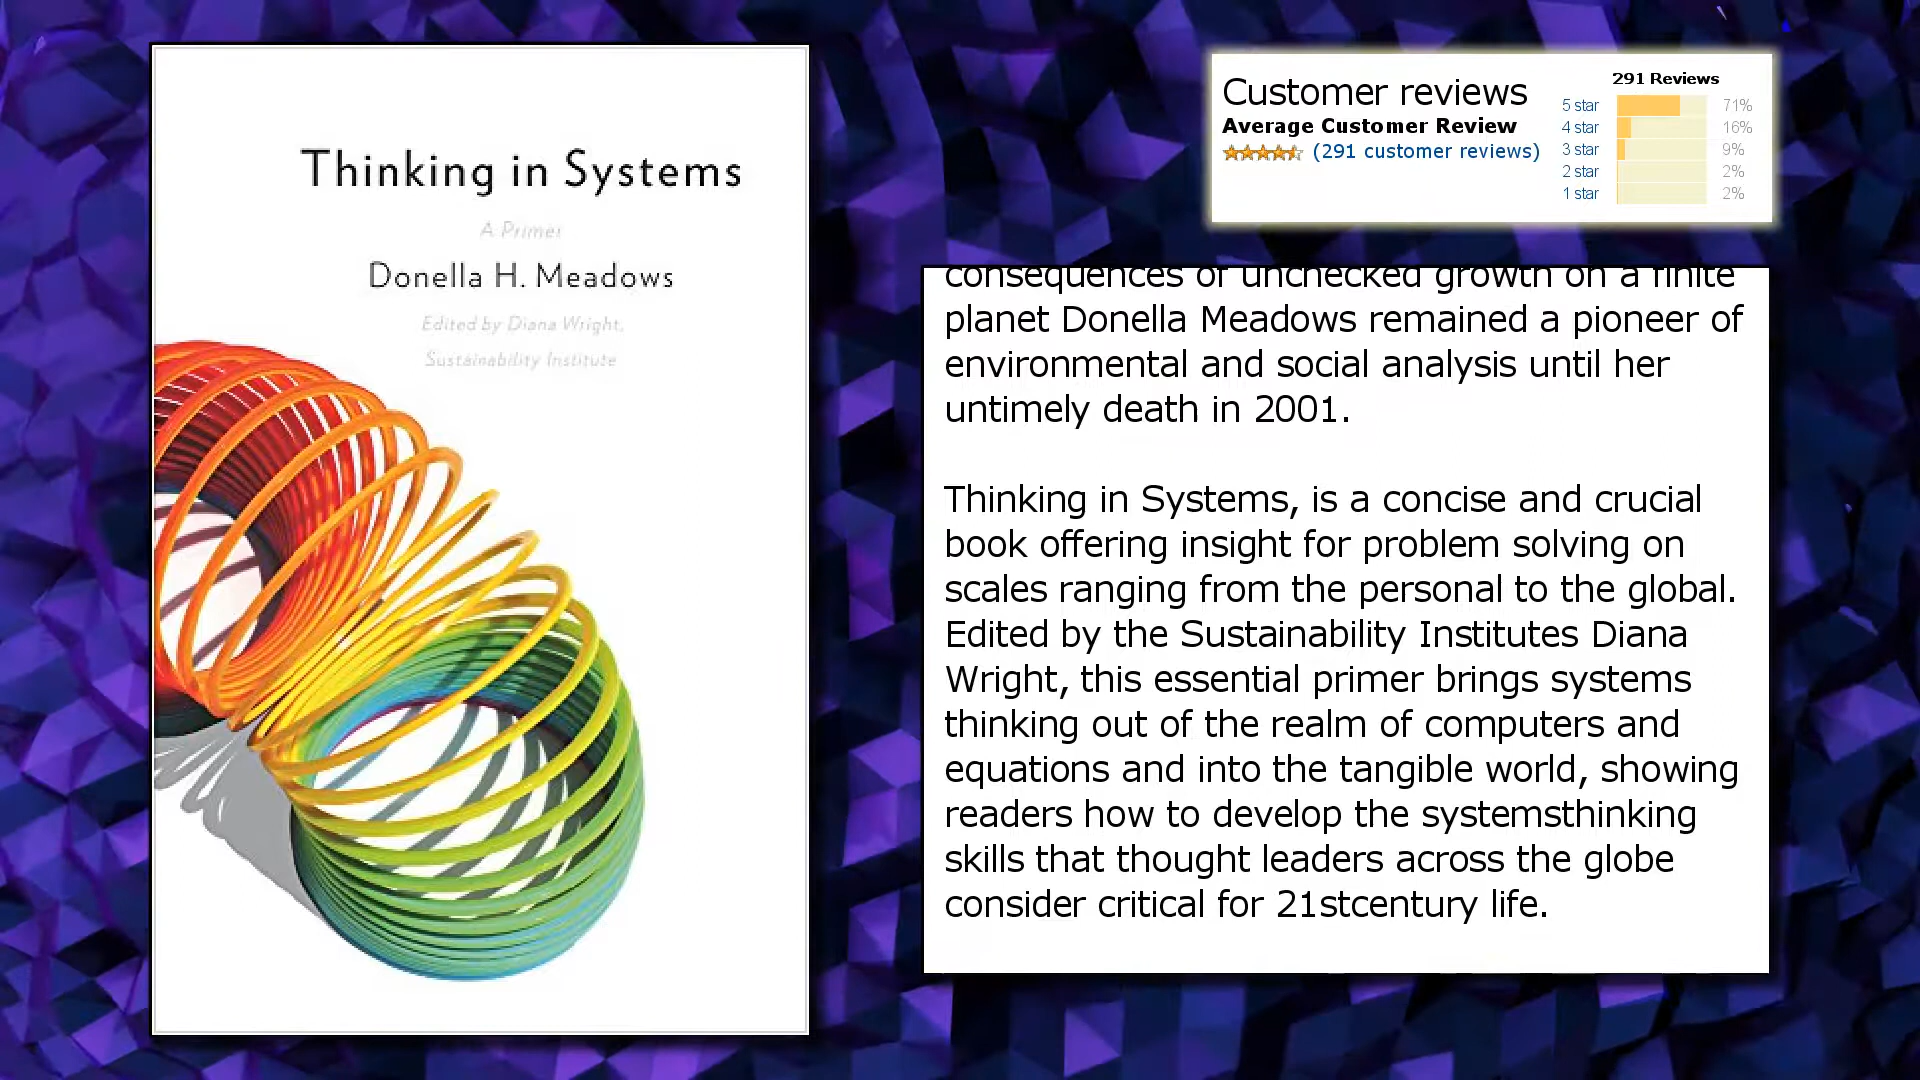 Thinking in Systems
A Primer
Donella H. Meadows
Edited by Diana Wright,
Sustainability Institute
Customer reviews
Average Customer Review
(291 customer reviews)
291 Reviews
5 star 71%
4 star 16%
3 star 9%
2 star 2%
1 star 2%
consequences of unchecked growth on a finite
planet Donella Meadows remained a pioneer of
environmental and social analysis until her
untimely death in 2001.
Thinking in Systems, is a concise and crucial
book offering insight for problem solving on
scales ranging from the personal to the global.
Edited by the Sustainability Institutes Diana
Wright, this essential primer brings systems
thinking out of the realm of computers and
equations and into the tangible world, showing
readers how to develop the systemsthinking
skills that thought leaders across the globe
consider critical for 21stcentury life.